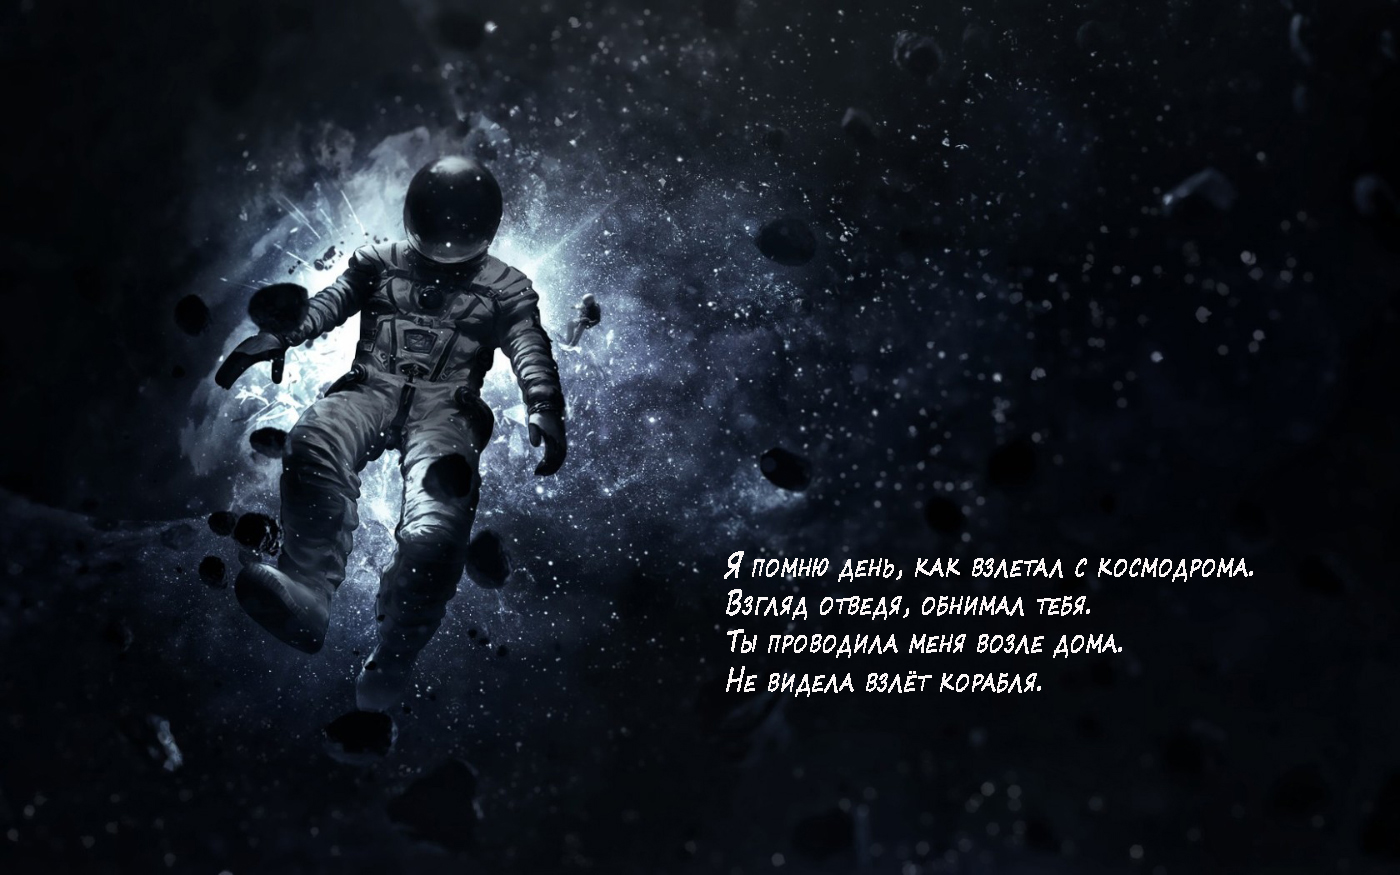 Я помню день, как взлетал с космодрома.
Взгляд отведя, обнимал тебя.
Ты проводила меня возле дома.
Не видела взлёт корабля.